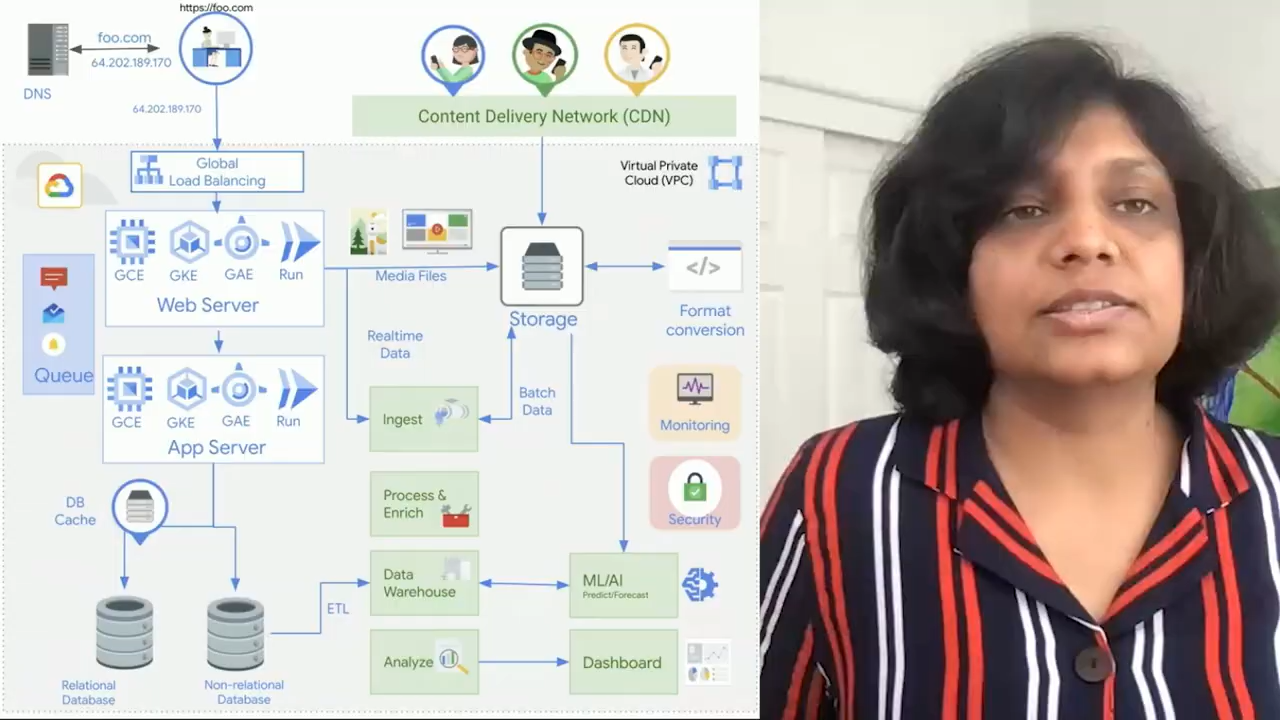 https://foo.com
foo.com
64.202.189.170
DNS
64.202.189.170
Content Delivery Network (CDN)
Global
Load Balancing
Virtual Private
Cloud (VPC)
GCE
GKE
GAE
Run
Web Server
Media Files
Storage
Format
conversion
Queue
Realtime
Data
GCE
GKE
GAE
Run
App Server
Ingest
Batch
Data
Monitoring
DB
Cache
Process &
Enrich
Security
Data
Warehouse
ML/AI
Predict/Forecast
ETL
Analyze
Dashboard
Relational
Database
Non-relational
Database